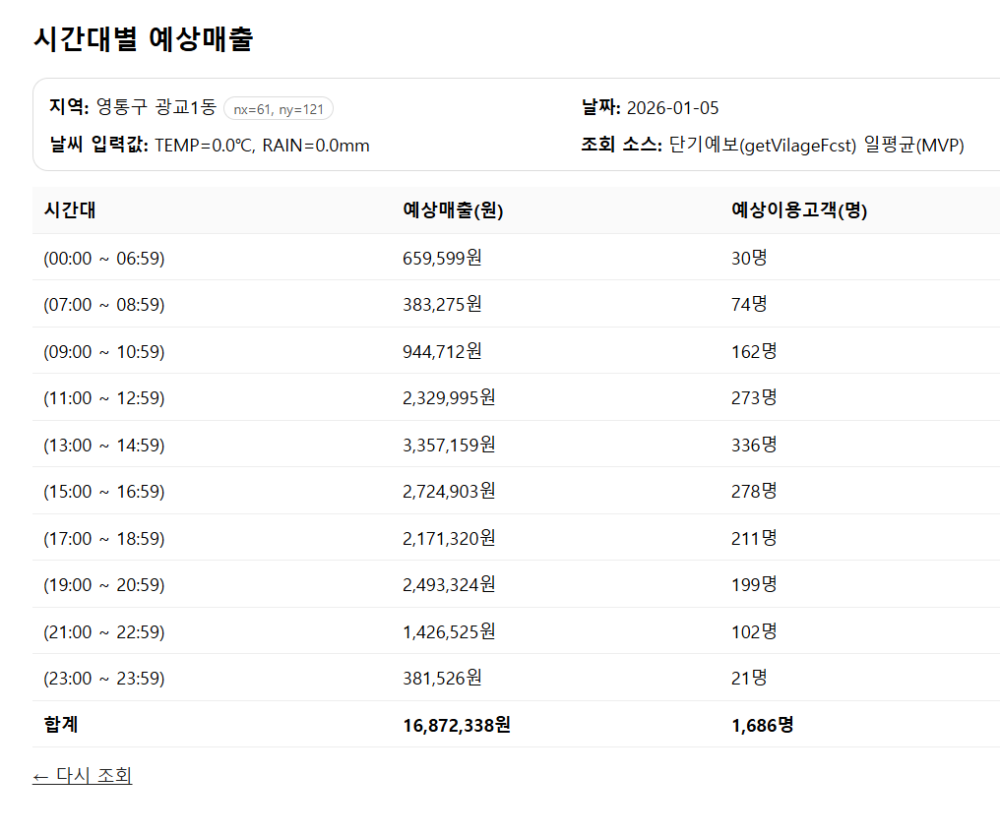 시간대별 예상매출
지역: 영통구 광교1동 nx=61, ny=121 날짜: 2026-01-05
날씨 입력값: TEMP=0.0℃, RAIN=0.0mm 조회 소스: 단기예보(getVilageFcst) 일평균(MVP)
시간대 예상매출(원) 예상이용고객(명)
(00:00 ~ 06:59) 659,599원 30명
(07:00 ~ 08:59) 383,275원 74명
(09:00 ~ 10:59) 944,712원 162명
(11:00 ~ 12:59) 2,329,995원 273명
(13:00 ~ 14:59) 3,357,159원 336명
(15:00 ~ 16:59) 2,724,903원 278명
(17:00 ~ 18:59) 2,171,320원 211명
(19:00 ~ 20:59) 2,493,324원 199명
(21:00 ~ 22:59) 1,426,525원 102명
(23:00 ~ 23:59) 381,526원 21명
합계 16,872,338원 1,686명
← 다시 조회